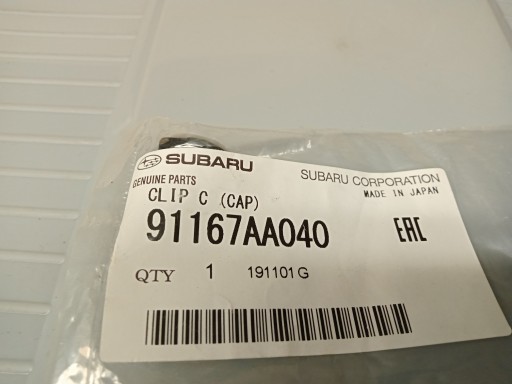 SUBARU
GENUINE PARTS
SUBARU CORPORATION
MADE IN JAPAN
CLIP C (CAP)
91167AA040
EAC
QTY 1 191101G